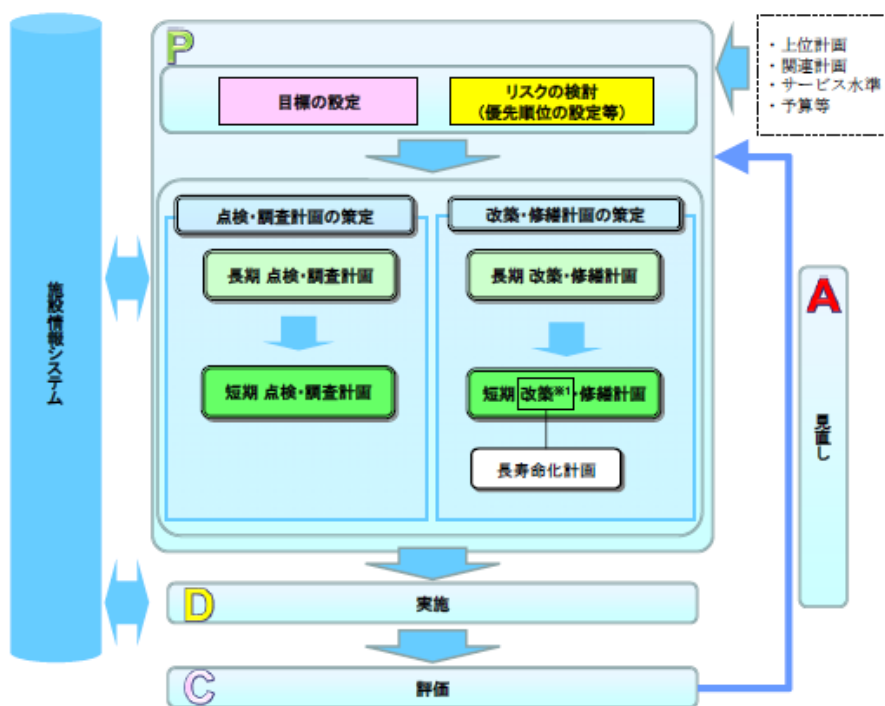 P
・上位計画
・関連計画
・サービス水準
・予算等
目標の設定
リスクの検討
(優先順位の設定等)
点検・調査計画の策定
改築・修繕計画の策定
長期 点検・調査計画
長期 改築・修繕計画
短期 点検・調査計画
短期 改築※1・修繕計画
長寿命化計画
施設情報システム
A
見直し
D
実施
C
評価